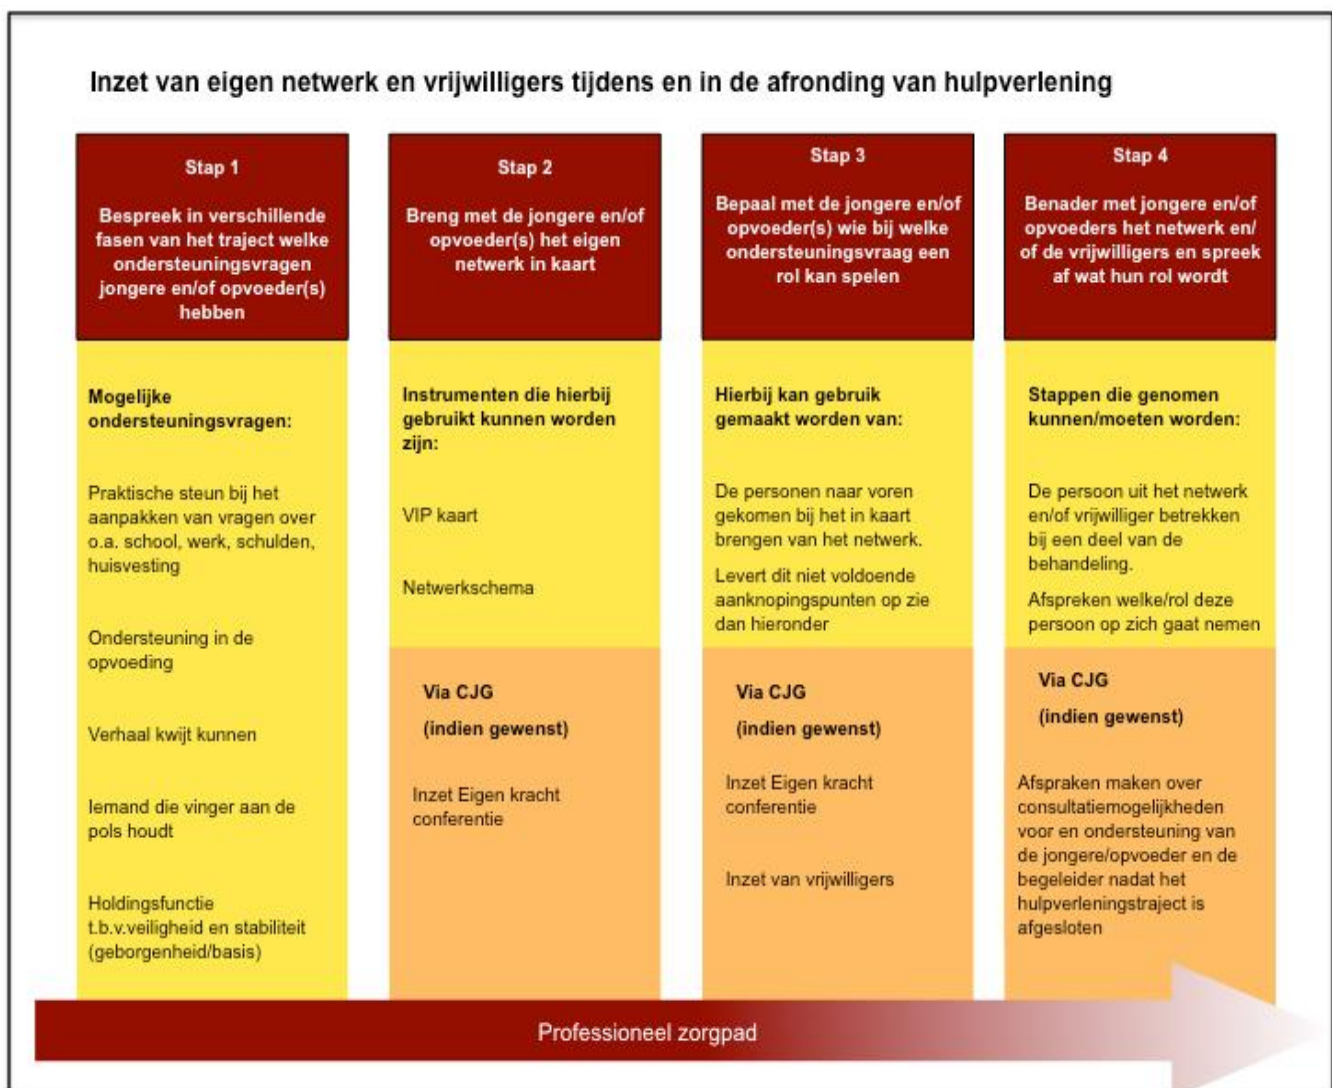 Inzet van eigen netwerk en vrijwilligers tijdens en in de afronding van hulpverlening
Stap 1
Bespreek in verschillende
fasen van het traject welke
ondersteuningsvragen
jongere en/of opvoeder(s)
hebben
Mogelijke
ondersteuningsvragen:
Praktische steun bij het
aanpakken van vragen over
o.a. school, werk, schulden,
huisvesting
Ondersteuning in de
opvoeding
Verhaal kwijt kunnen
Iemand die vinger aan de
pols houdt
Holdingsfunctie
t.b.v.veiligheid en stabiliteit
(geborgenheid/basis)
Stap 2
Breng met de jongere en/of
opvoeder(s) het eigen
netwerk in kaart
Instrumenten die hierbij
gebruikt kunnen worden
zijn:
VIP kaart
Netwerkschema
Via CJG
(indien gewenst)
Inzet Eigen kracht
conferentie
Stap 3
Bepaal met de jongere en/of
opvoeder(s) wie bij welke
ondersteuningsvraag een
rol kan spelen
Hierbij kan gebruik
gemaakt worden van:
De personen naar voren
gekomen bij het in kaart
brengen van het netwerk.
Levert dit niet voldoende
aanknopingspunten op zie
dan hieronder
Via CJG
(indien gewenst)
Inzet Eigen kracht
conferentie
Inzet van vrijwilligers
Stap 4
Benader met jongere en/of
opvoeders het netwerk en/
of de vrijwilligers en spreek
af wat hun rol wordt
Stappen die genomen
kunnen/moeten worden:
De persoon uit het netwerk
en/of vrijwilliger betrekken
bij een deel van de
behandeling.
Afspreken welke/rol deze
persoon op zich gaat nemen
Via CJG
(indien gewenst)
Afspraken maken over
consultatiemogelijkheden
voor en ondersteuning van
de jongere/opvoeder en de
begeleider nadat het
hulpverleningstraject is
afgesloten
Professioneel zorgpad